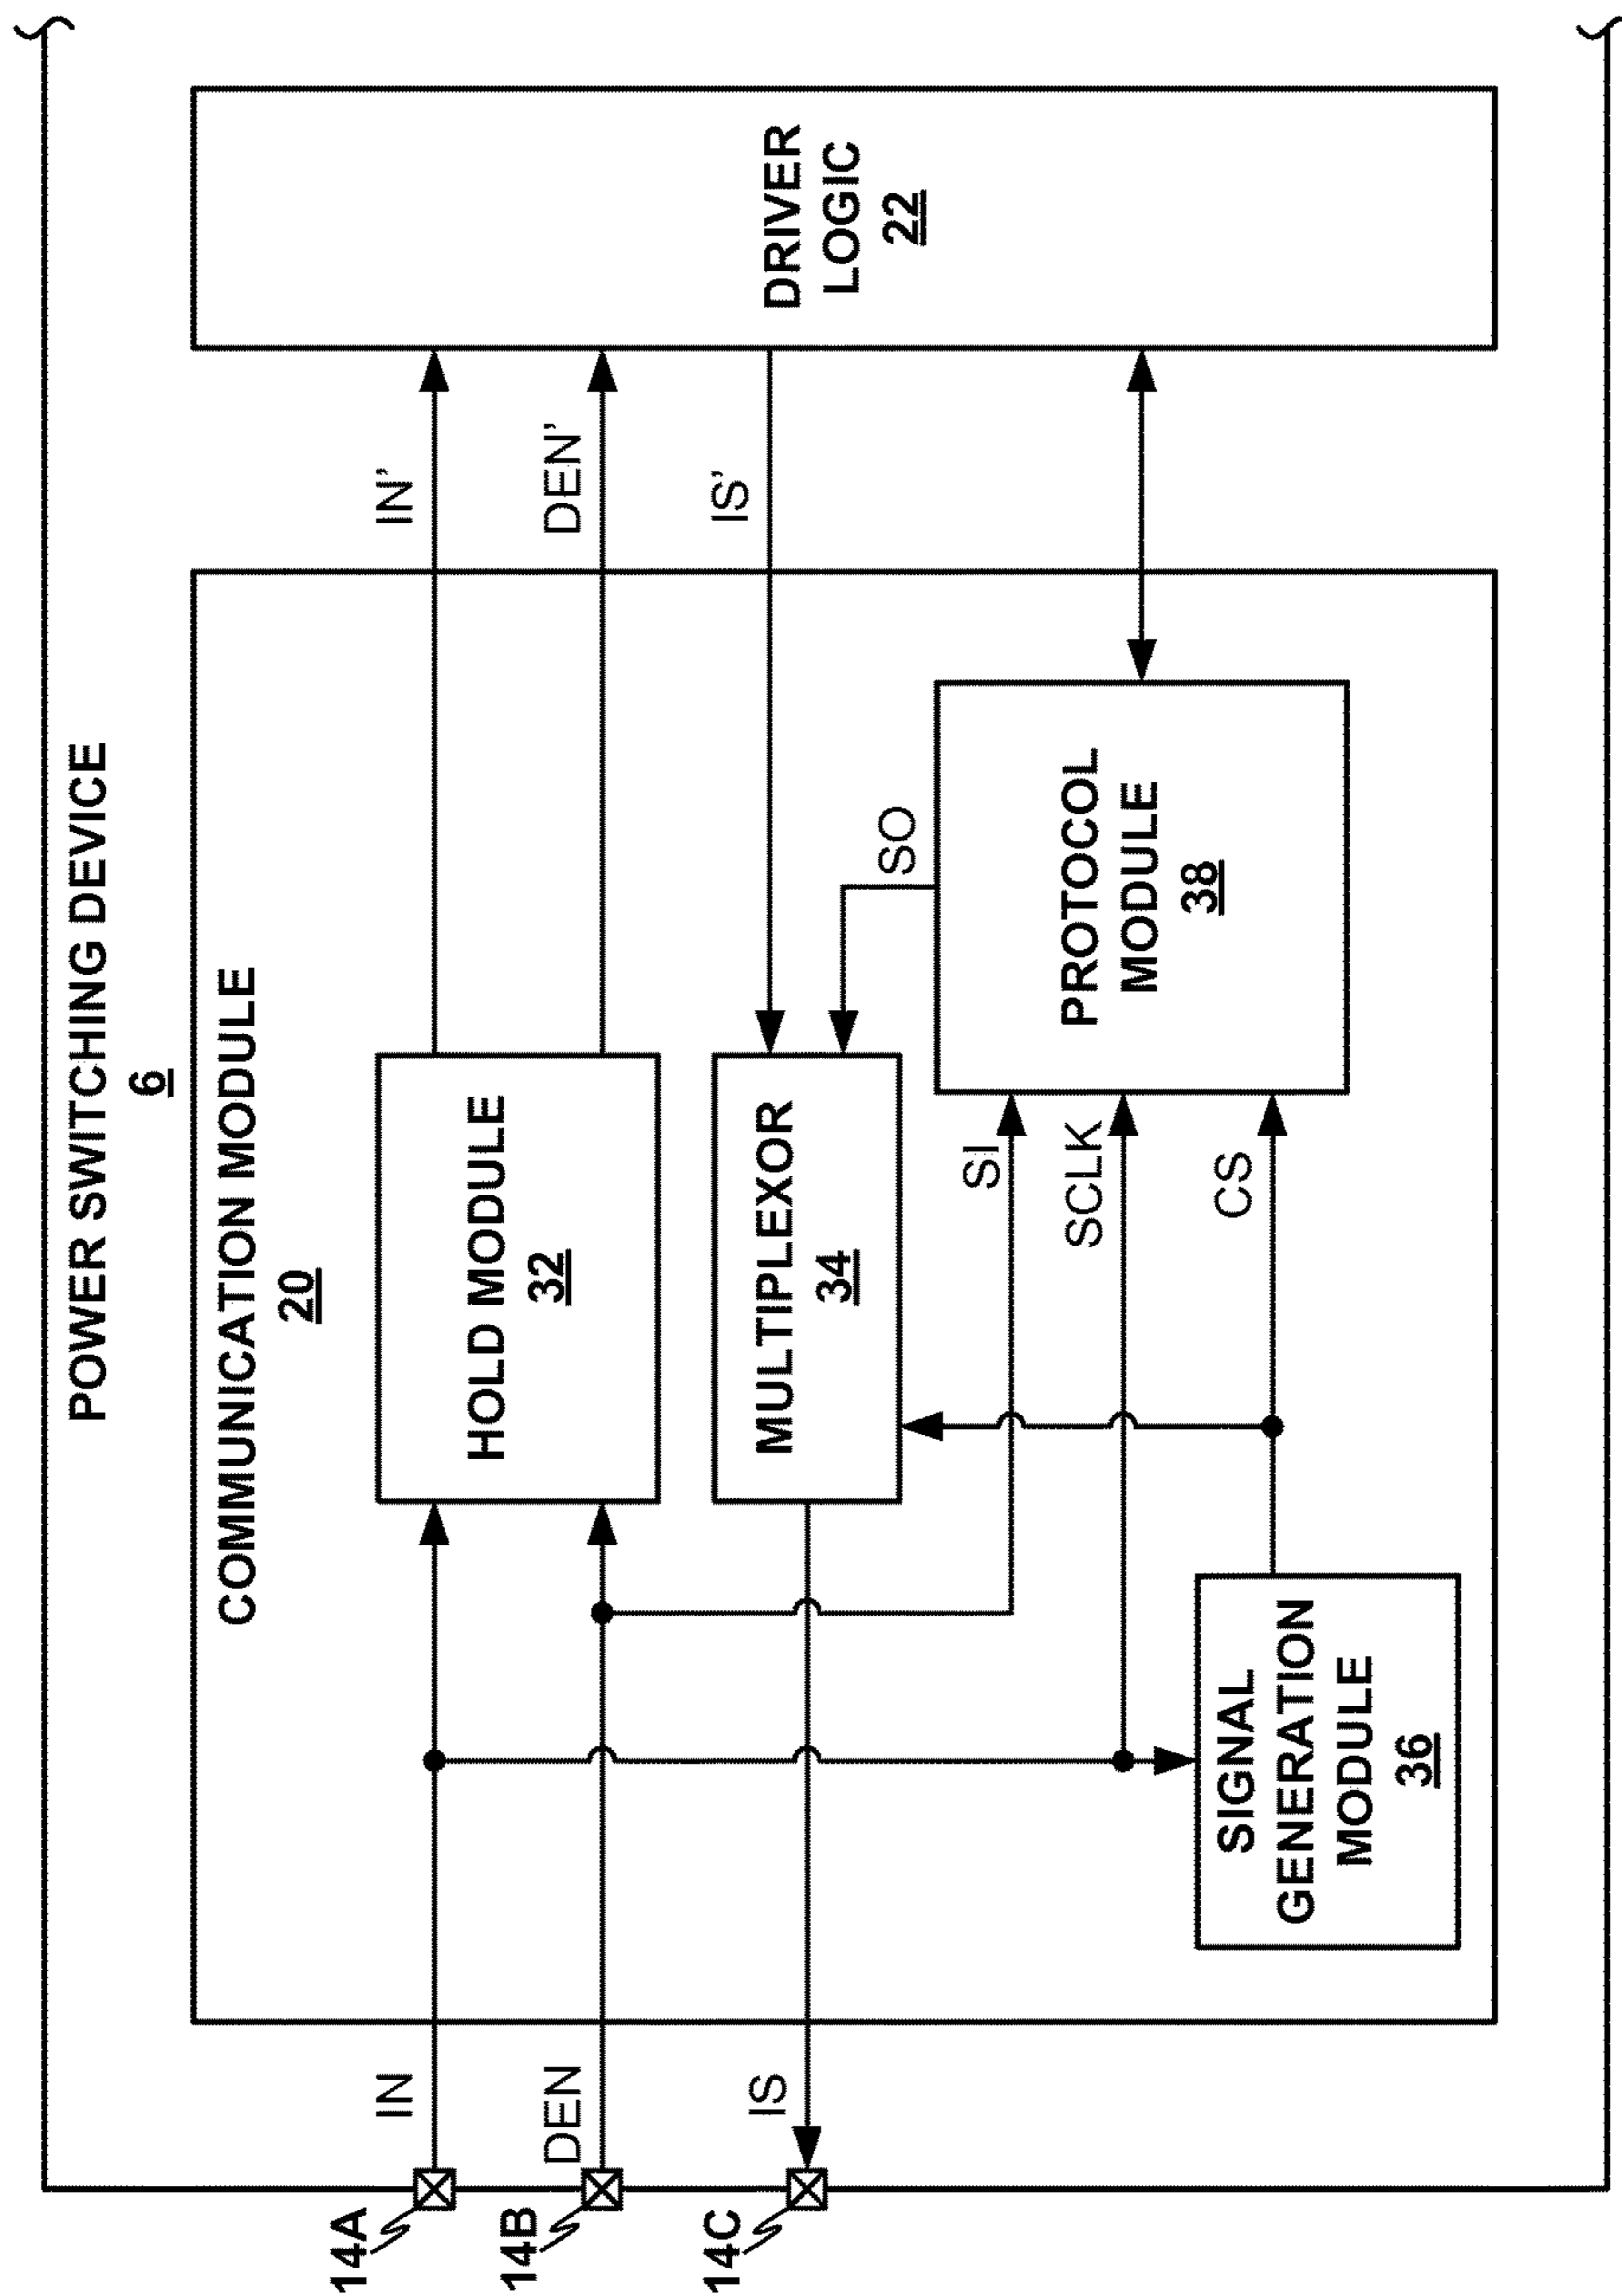 POWER SWITCHING DEVICE
6
COMMUNICATION MODULE
20
14A
IN
HOLD MODULE
32
IN’
DRIVER
LOGIC
22
14B
DEN
DEN’
14C
IS
MULTIPLEXOR
34
IS’
SO
SI
SCLK
CS
PROTOCOL
MODULE
38
SIGNAL
GENERATION
MODULE
36